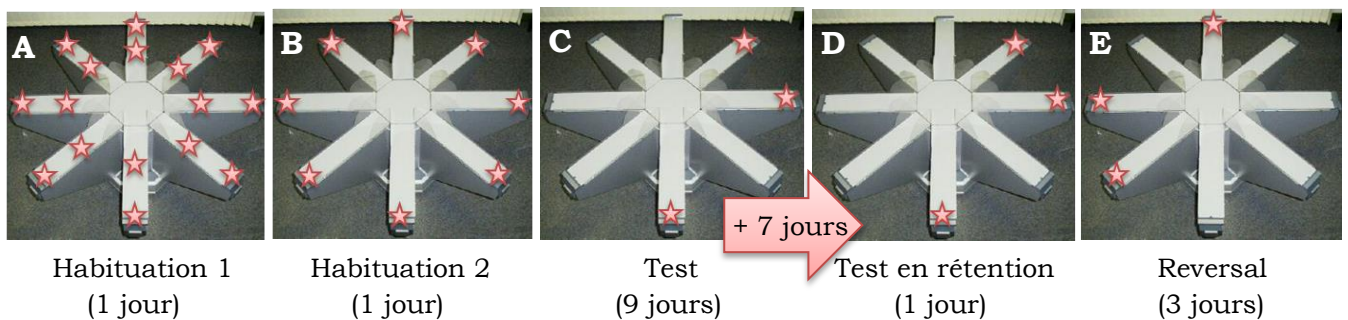 A
B
C
D
E
+ 7 jours
Habituation 1
(1 jour)
Habituation 2
(1 jour)
Test
(9 jours)
Test en rétention
(1 jour)
Reversal
(3 jours)